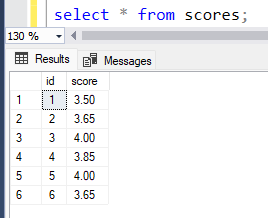 select * from scores;
130 %
Results Messages
id score
1 1 3.50
2 2 3.65
3 3 4.00
4 4 3.85
5 5 4.00
6 6 3.65